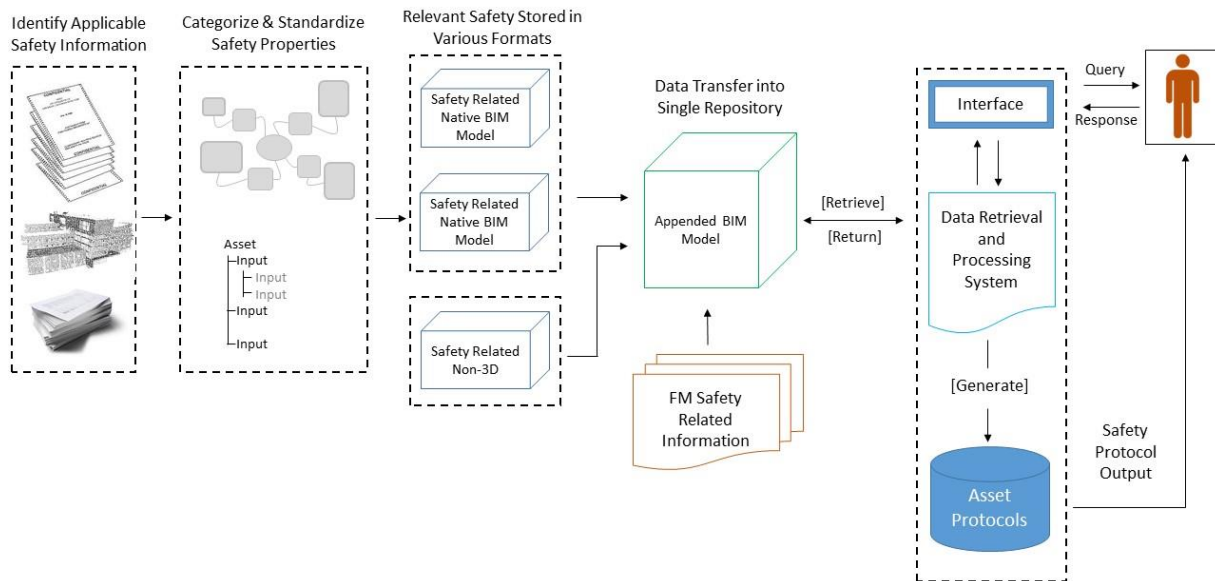 Identify Applicable
Safety Information
Categorize & Standardize
Safety Properties
Relevant Safety Stored in
Various Formats
CONFIDENTIAL
CONFIDENTIAL
Asset
Input
Input
Input
Input
Input
Safety Related
Native BIM
Model
Safety Related
Native BIM
Model
Safety Related
Non-3D
Data Transfer into
Single Repository
Appended BIM
Model
FM Safety
Related
Information
[Retrieve]
[Return]
Interface
Data Retrieval
and
Processing
System
[Generate]
Asset
Protocols
Query
Response
Safety
Protocol
Output